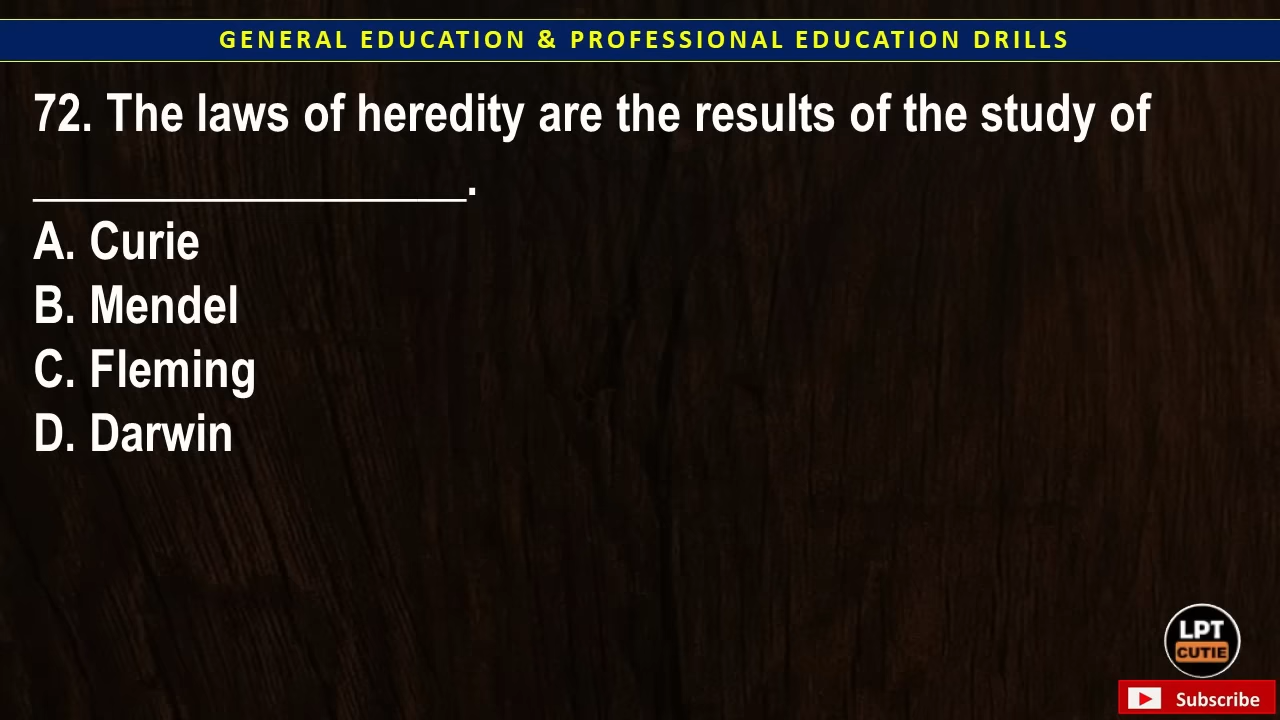 GENERAL EDUCATION & PROFESSIONAL EDUCATION DRILLS
72. The laws of heredity are the results of the study of
_________________.
A. Curie
B. Mendel
C. Fleming
D. Darwin
LPT
CUTIE
Subscribe